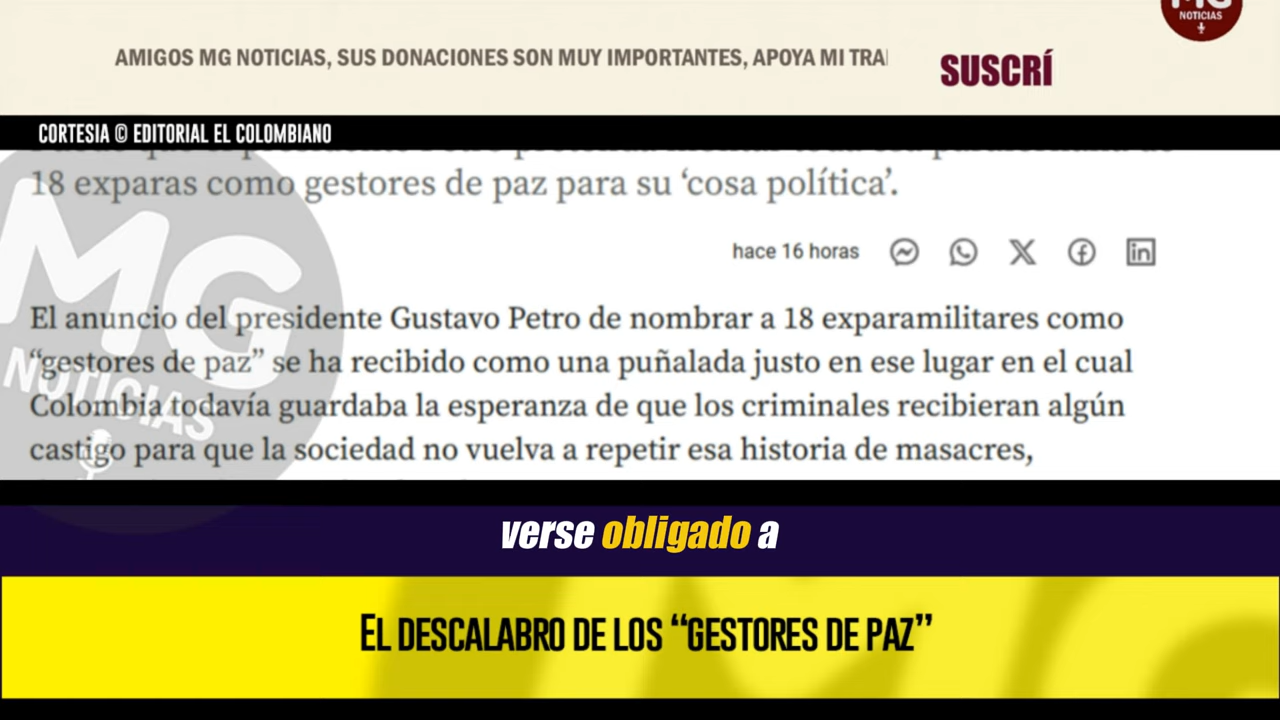 MG
NOTICIAS
AMIGOS MG NOTICIAS, SUS DONACIONES SON MUY IMPORTANTES, APOYA MI
SUSCRÍ
CORTESIA © EDITORIAL EL COLOMBIANO
18 exparas como gestores de paz para su ‘cosa política’.
hace 16 horas
El anuncio del presidente Gustavo Petro de nombrar a 18 exparamilitares como
“gestores de paz” se ha recibido como una puñalada justo en ese lugar en el cual
Colombia todavía guardaba la esperanza de que los criminales recibieran algún
castigo para que la sociedad no vuelva a repetir esa historia de masacres,
MG
NOTICIAS
verse obligado a
EL DESCALABRO DE LOS “GESTORES DE PAZ”